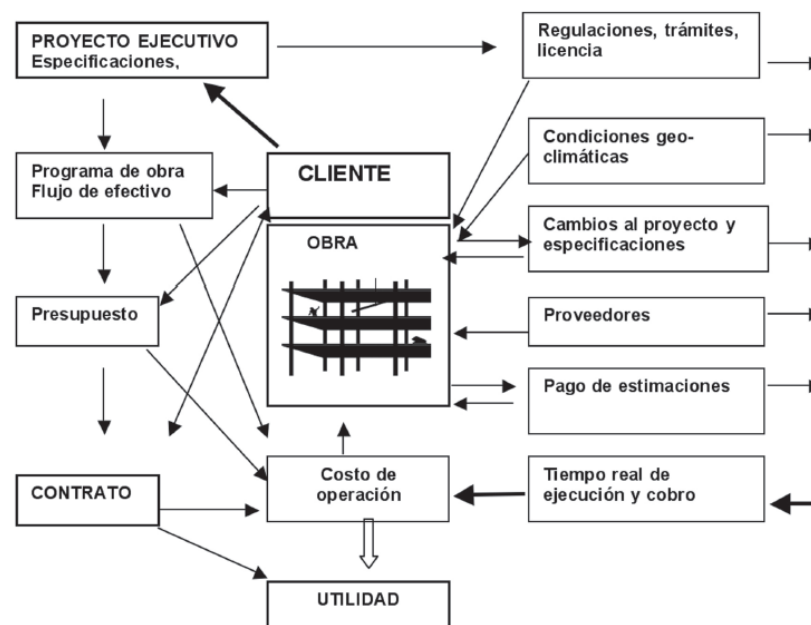 PROYECTO EJECUTIVO
Especificaciones,
Regulaciones, trámites,
licencia
Programa de obra
Flujo de efectivo
CLIENTE
Condiciones geo-
climáticas
OBRA
Cambios al proyecto y
especificaciones
Presupuesto
Proveedores
Pago de estimaciones
CONTRATO
Costo de
operación
Tiempo real de
ejecución y cobro
UTILIDAD